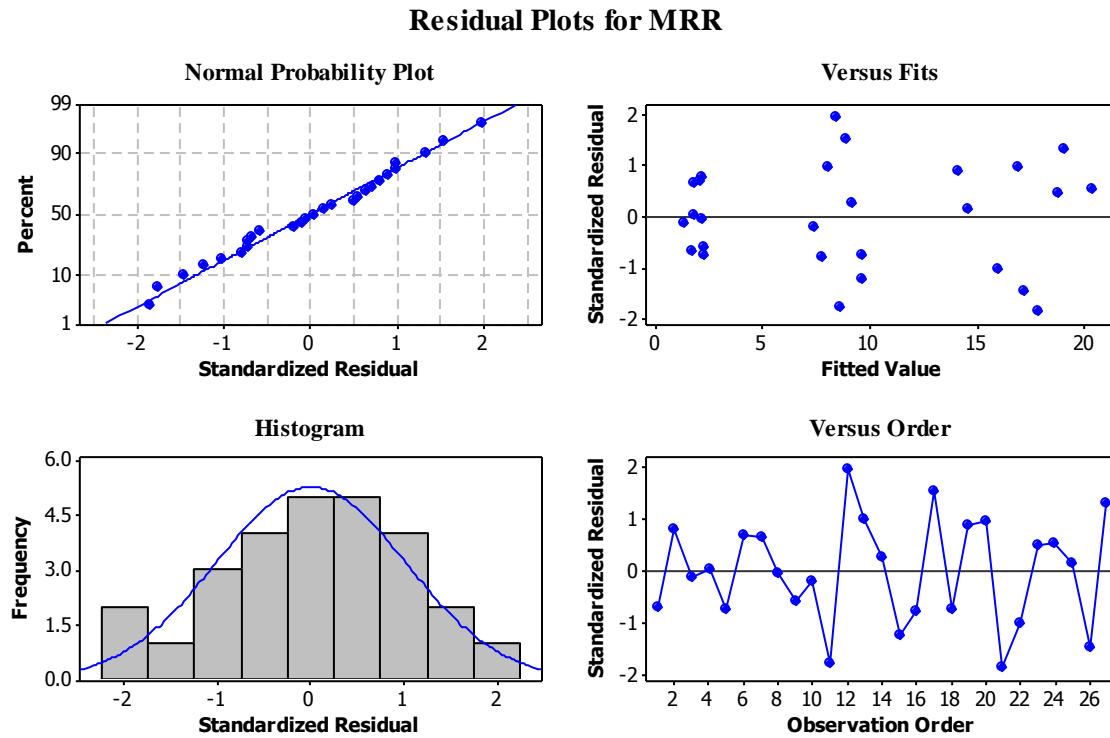 Residual Plots for MRR
Normal Probability Plot
99
90
50
10
1
Percent
-2 -1 0 1 2
Standardized Residual
Versus Fits
2
1
0
-1
-2
Standardized Residual
0 5 10 15 20
Fitted Value
Histogram
6.0
4.5
3.0
1.5
0.0
Frequency
-2 -1 0 1 2
Standardized Residual
Versus Order
2
1
0
-1
-2
Standardized Residual
2 4 6 8 10 12 14 16 18 20 22 24 26
Observation Order